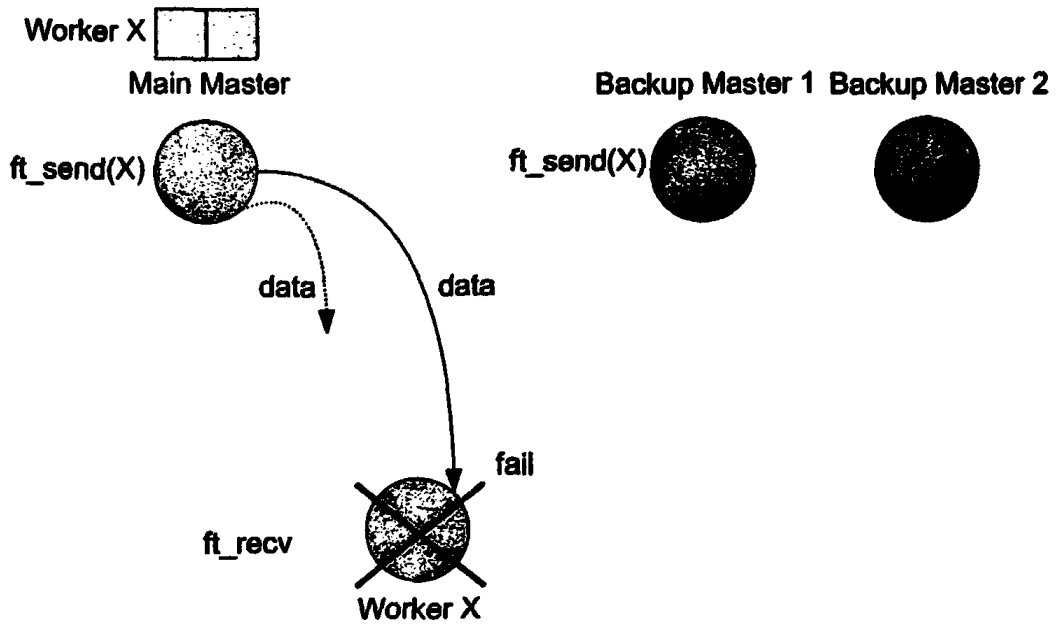 Worker X
Main Master
Backup Master 1 Backup Master 2
ft_send(X)
ft_send(X)
data
data
fail
ft_recv
Worker X